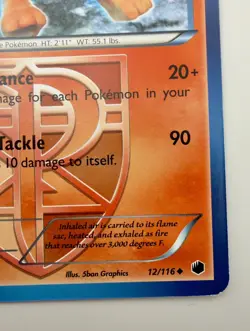 e Pokémon HT: 2'11" WT: 55.1 lbs.
ance 20+
mage for each Pokémon in your
Tackle 90
10 damage to itself.
Inhaled air is carried to its flame
sac, heated, and exhaled as fire
that reaches over 3,000 degrees F.
Illus. 5ban Graphics 12/116 ◆